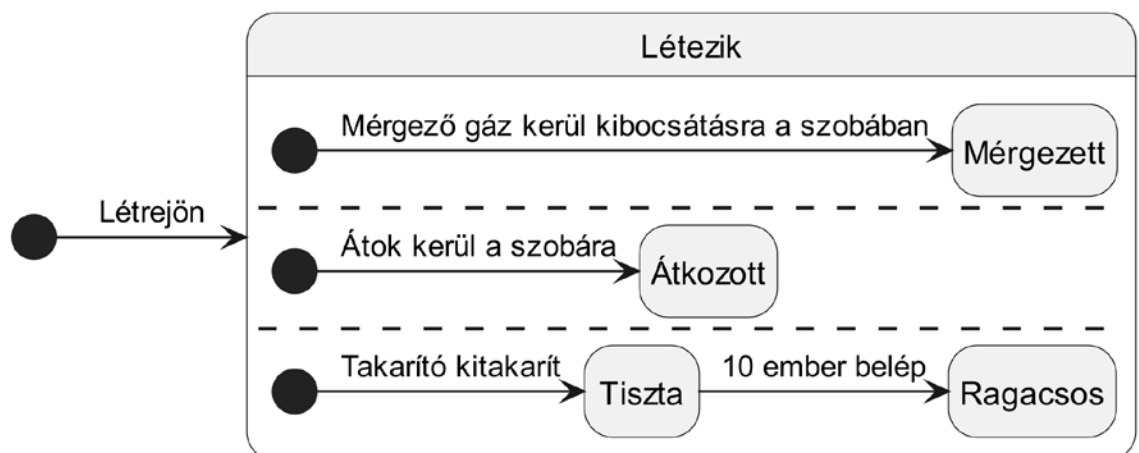 Létezik
Mérgező gáz kerül kibocsátásra a szobában
Mérgezett
Létrejön
Átok kerül a szobára
Átkozott
Takarító kitakarít
Tiszta
10 ember belép
Ragacsos